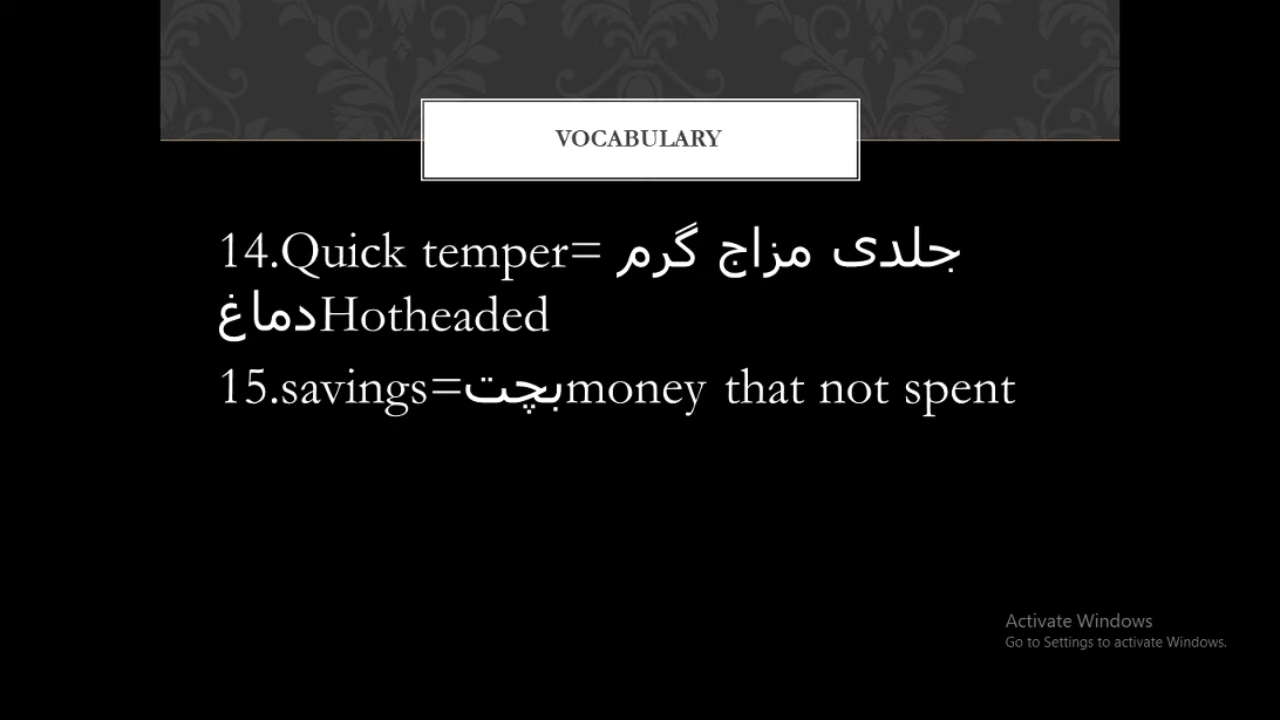 VOCABULARY
14.Quick temper= جلدی مزاج گرم
دماغHotheaded
15.savings=بچتmoney that not spent
Activate Windows
Go to Settings to activate Windows.